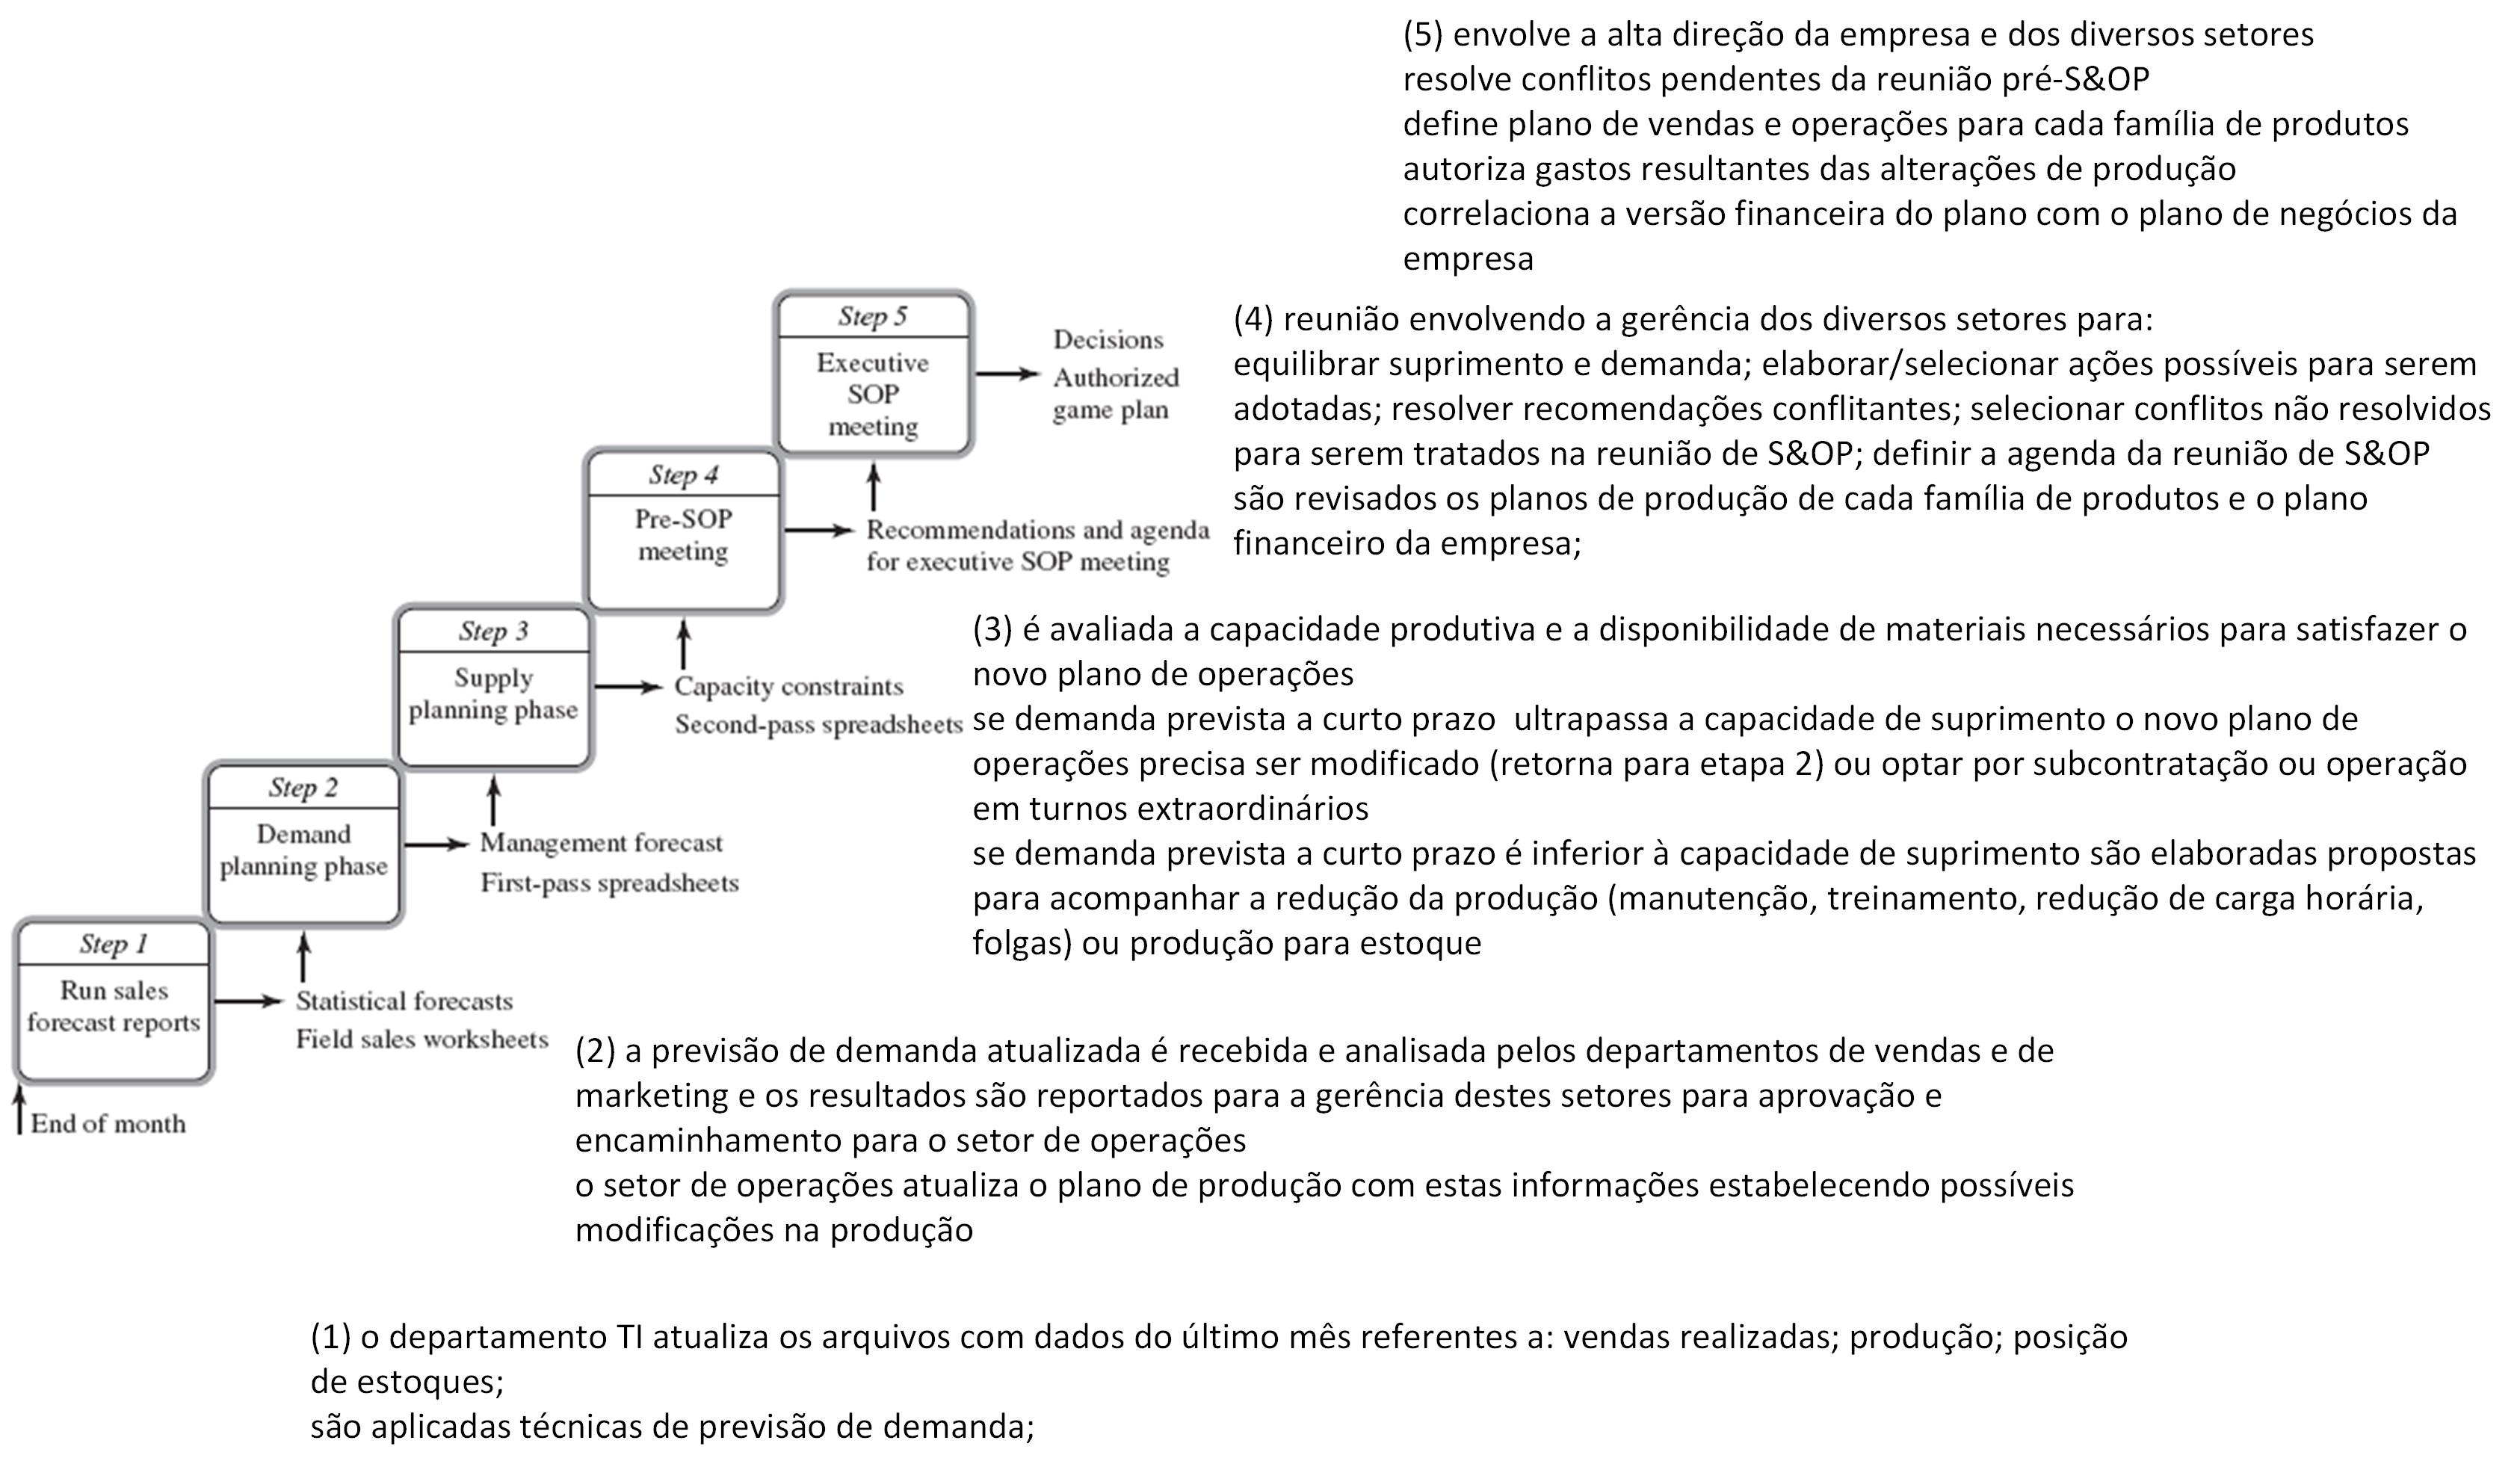 (5) envolve a alta direção da empresa e dos diversos setores
resolve conflitos pendentes da reunião pré-S&OP
define plano de vendas e operações para cada família de produtos
autoriza gastos resultantes das alterações de produção
correlaciona a versão financeira do plano com o plano de negócios da
empresa
Step 5
Executive
SOP
meeting
Decisions
Authorized
game plan
(4) reunião envolvendo a gerência dos diversos setores para:
equilibrar suprimento e demanda; elaborar/selecionar ações possíveis para serem
adotadas; resolver recomendações conflitantes; selecionar conflitos não resolvidos
para serem tratados na reunião de S&OP; definir a agenda da reunião de S&OP
são revisados os planos de produção de cada família de produtos e o plano
financeiro da empresa;
Step 4
Pre-SOP
meeting
Recommendations and agenda
for executive SOP meeting
Step 3
Supply
planning phase
Capacity constraints
Second-pass spreadsheets
(3) é avaliada a capacidade produtiva e a disponibilidade de materiais necessários para satisfazer o
novo plano de operações
se demanda prevista a curto prazo  ultrapassa a capacidade de suprimento o novo plano de
operações precisa ser modificado (retorna para etapa 2) ou optar por subcontratação ou operação
em turnos extraordinários
se demanda prevista a curto prazo é inferior à capacidade de suprimento são elaboradas propostas
para acompanhar a redução da produção (manutenção, treinamento, redução de carga horária,
folgas) ou produção para estoque
Step 2
Demand
planning phase
Management forecast
First-pass spreadsheets
Step 1
Run sales
forecast reports
Statistical forecasts
Field sales worksheets
End of month
(2) a previsão de demanda atualizada é recebida e analisada pelos departamentos de vendas e de
marketing e os resultados são reportados para a gerência destes setores para aprovação e
encaminhamento para o setor de operações
o setor de operações atualiza o plano de produção com estas informações estabelecendo possíveis
modificações na produção
(1) o departamento TI atualiza os arquivos com dados do último mês referentes a: vendas realizadas; produção; posição
de estoques;
são aplicadas técnicas de previsão de demanda;